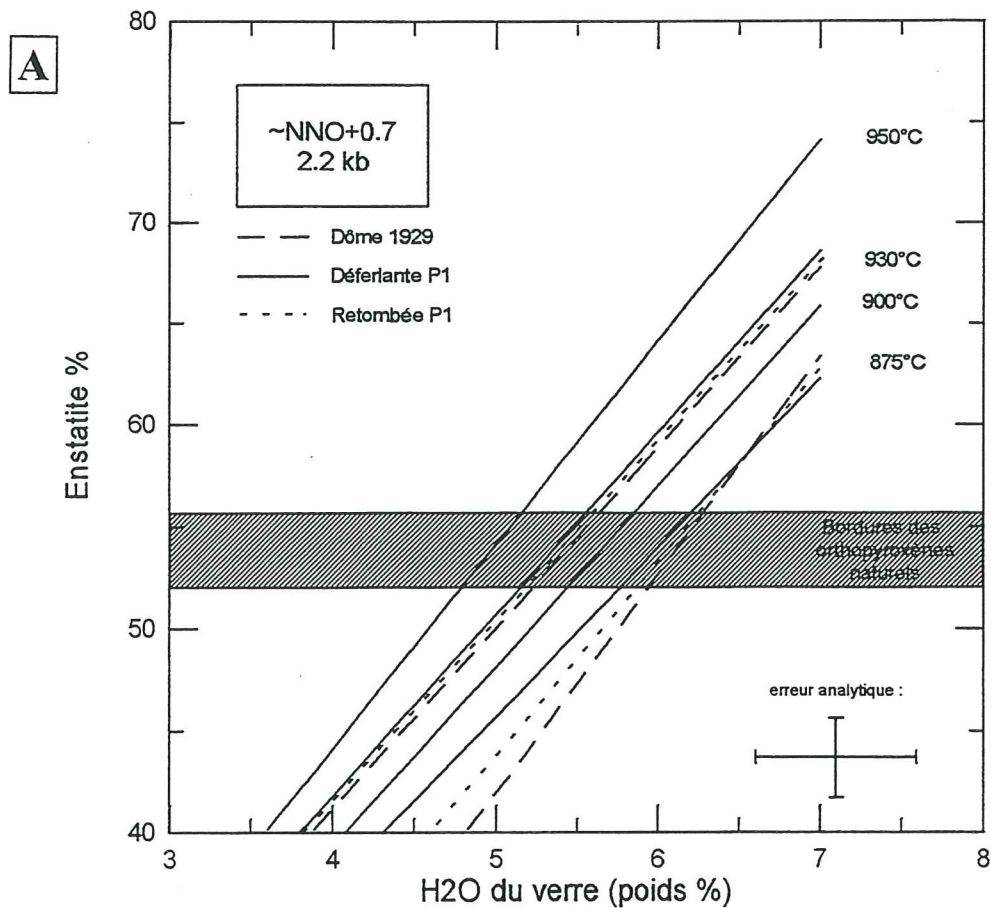 A
80
70
60
50
40
Enstatite %
~NNO+0.7
2.2 kb
Dôme 1929
Déferlante P1
Retombée P1
950°C
930°C
900°C
875°C
Bordures des
orthopyroxènes
naturels
erreur analytique :
3 4 5 6 7 8
H2O du verre (poids %)